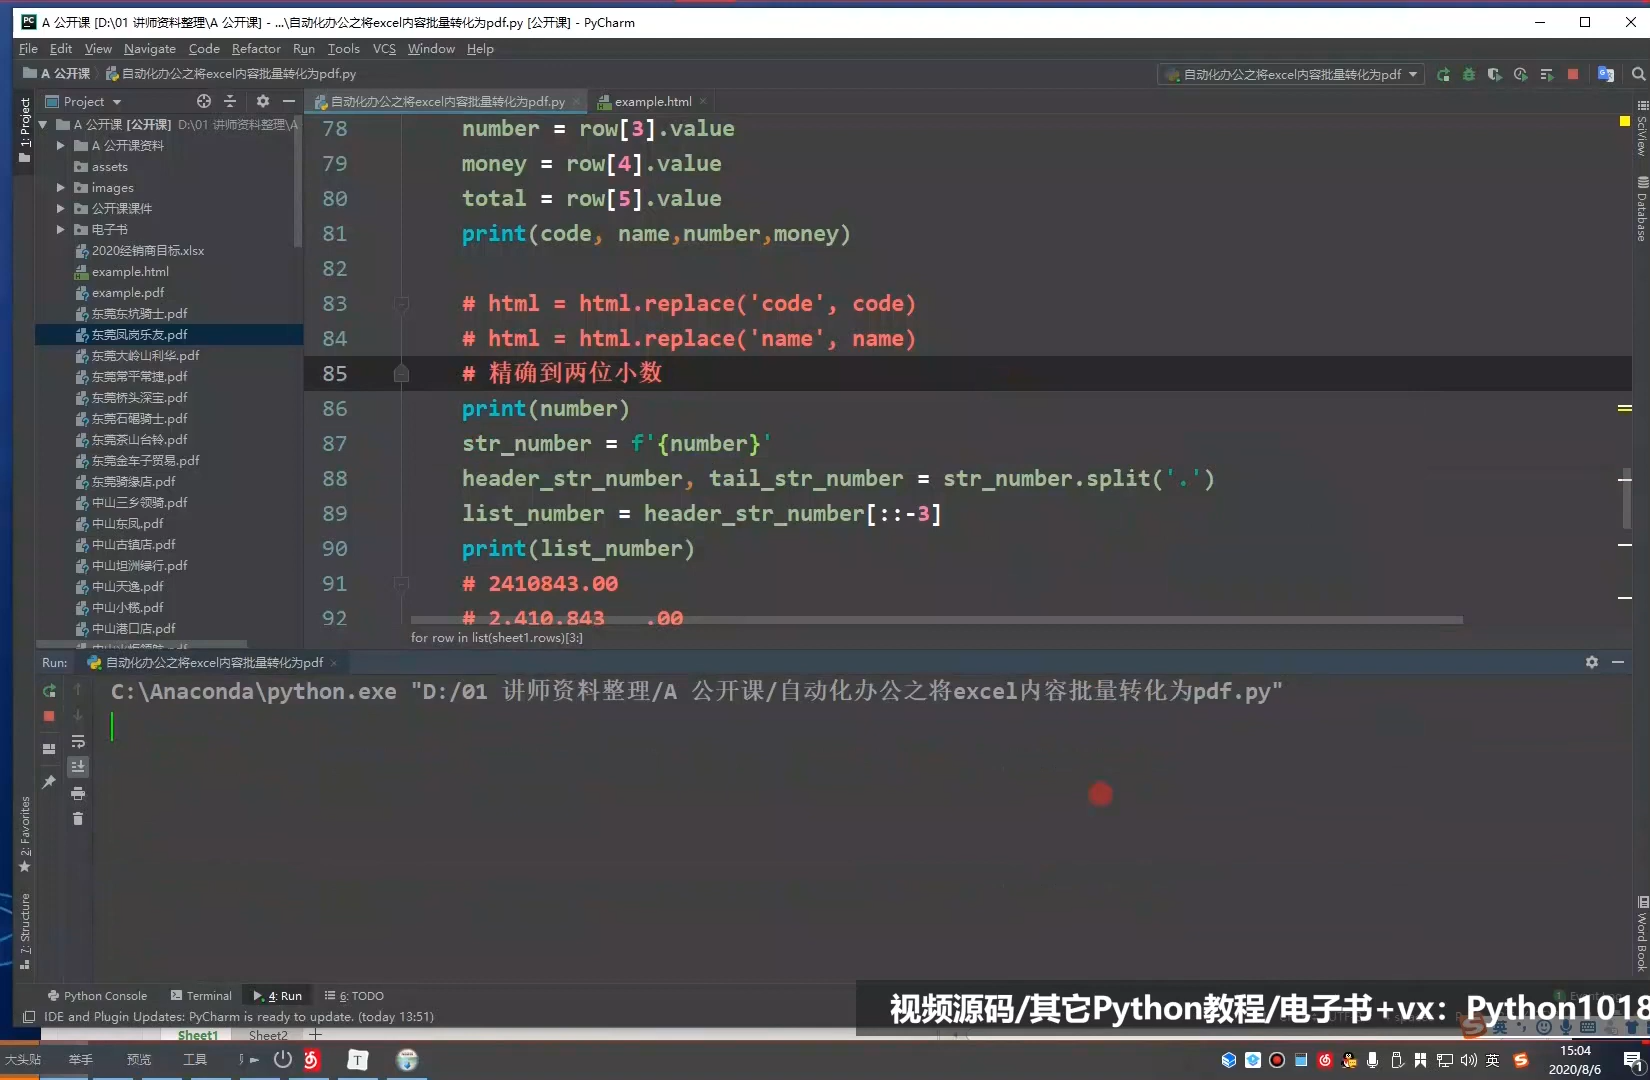 A 公开课 [D:\01 讲师资料整理\A 公开课] - ...\自动化办公之将excel内容批量转化为pdf.py [公开课] - PyCharm
File Edit View Navigate Code Refactor Run Tools VCS Window Help
A 公开课 自动化办公之将excel内容批量转化为pdf.py
自动化办公之将excel内容批量转化为pdf
Project
自动化办公之将excel内容批量转化为pdf.py
example.html
1: Project
A 公开课 [公开课] D:\01 讲师资料整理\A
A 公开课资料
assets
images
公开课课件
电子书
2020经销商目标.xlsx
example.html
example.pdf
东莞东坑骑士.pdf
东莞凤岗乐友.pdf
东莞大岭山利华.pdf
东莞常平常捷.pdf
东莞桥头深宝.pdf
东莞石碣骑士.pdf
东莞茶山台铃.pdf
东莞金车子贸易.pdf
东莞骑缘店.pdf
中山三乡领骑.pdf
中山东凤.pdf
中山古镇店.pdf
中山坦洲绿行.pdf
中山天逸.pdf
中山小榄.pdf
中山港口店.pdf
78 number = row[3].value
79 money = row[4].value
80 total = row[5].value
81 print(code, name,number,money)
82
83 # html = html.replace('code', code)
84 # html = html.replace('name', name)
85 # 精确到两位小数
86 print(number)
87 str_number = f'{number}'
88 header_str_number, tail_str_number = str_number.split('.')
89 list_number = header_str_number[::-3]
90 print(list_number)
91 # 2410843.00
92 # 2.410.843 .00
for row in list(sheet1.rows)[3:]
SciView
Database
Word Book
Run: 自动化办公之将excel内容批量转化为pdf
C:\Anaconda\python.exe "D:/01 讲师资料整理/A 公开课/自动化办公之将excel内容批量转化为pdf.py"
2: Favorites
7: Structure
Python Console Terminal 4: Run 6: TODO
IDE and Plugin Updates: PyCharm is ready to update. (today 13:51)
视频源码/其它Python教程/电子书+vx：Python1018
Sheet1 Sheet2
英
大头贴 举手 预览 工具
T
英
15:04
2020/8/6
1